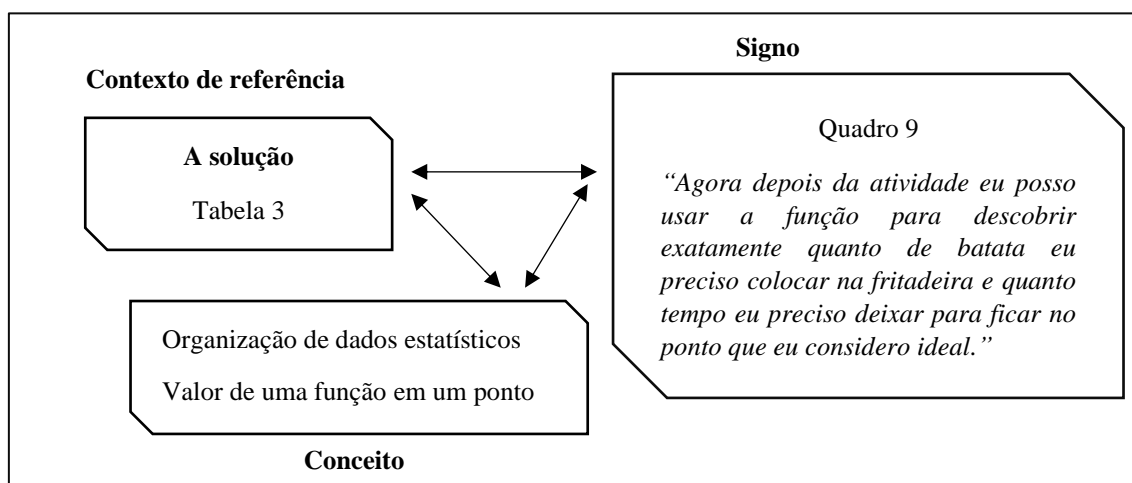 Signo
Contexto de referência
A solução
Tabela 3
Quadro 9
“Agora depois da atividade eu posso
usar a função para descobrir
exatamente quanto de batata eu
preciso colocar na fritadeira e quanto
tempo eu preciso deixar para ficar no
ponto que eu considero ideal.”
Organização de dados estatísticos
Valor de uma função em um ponto
Conceito